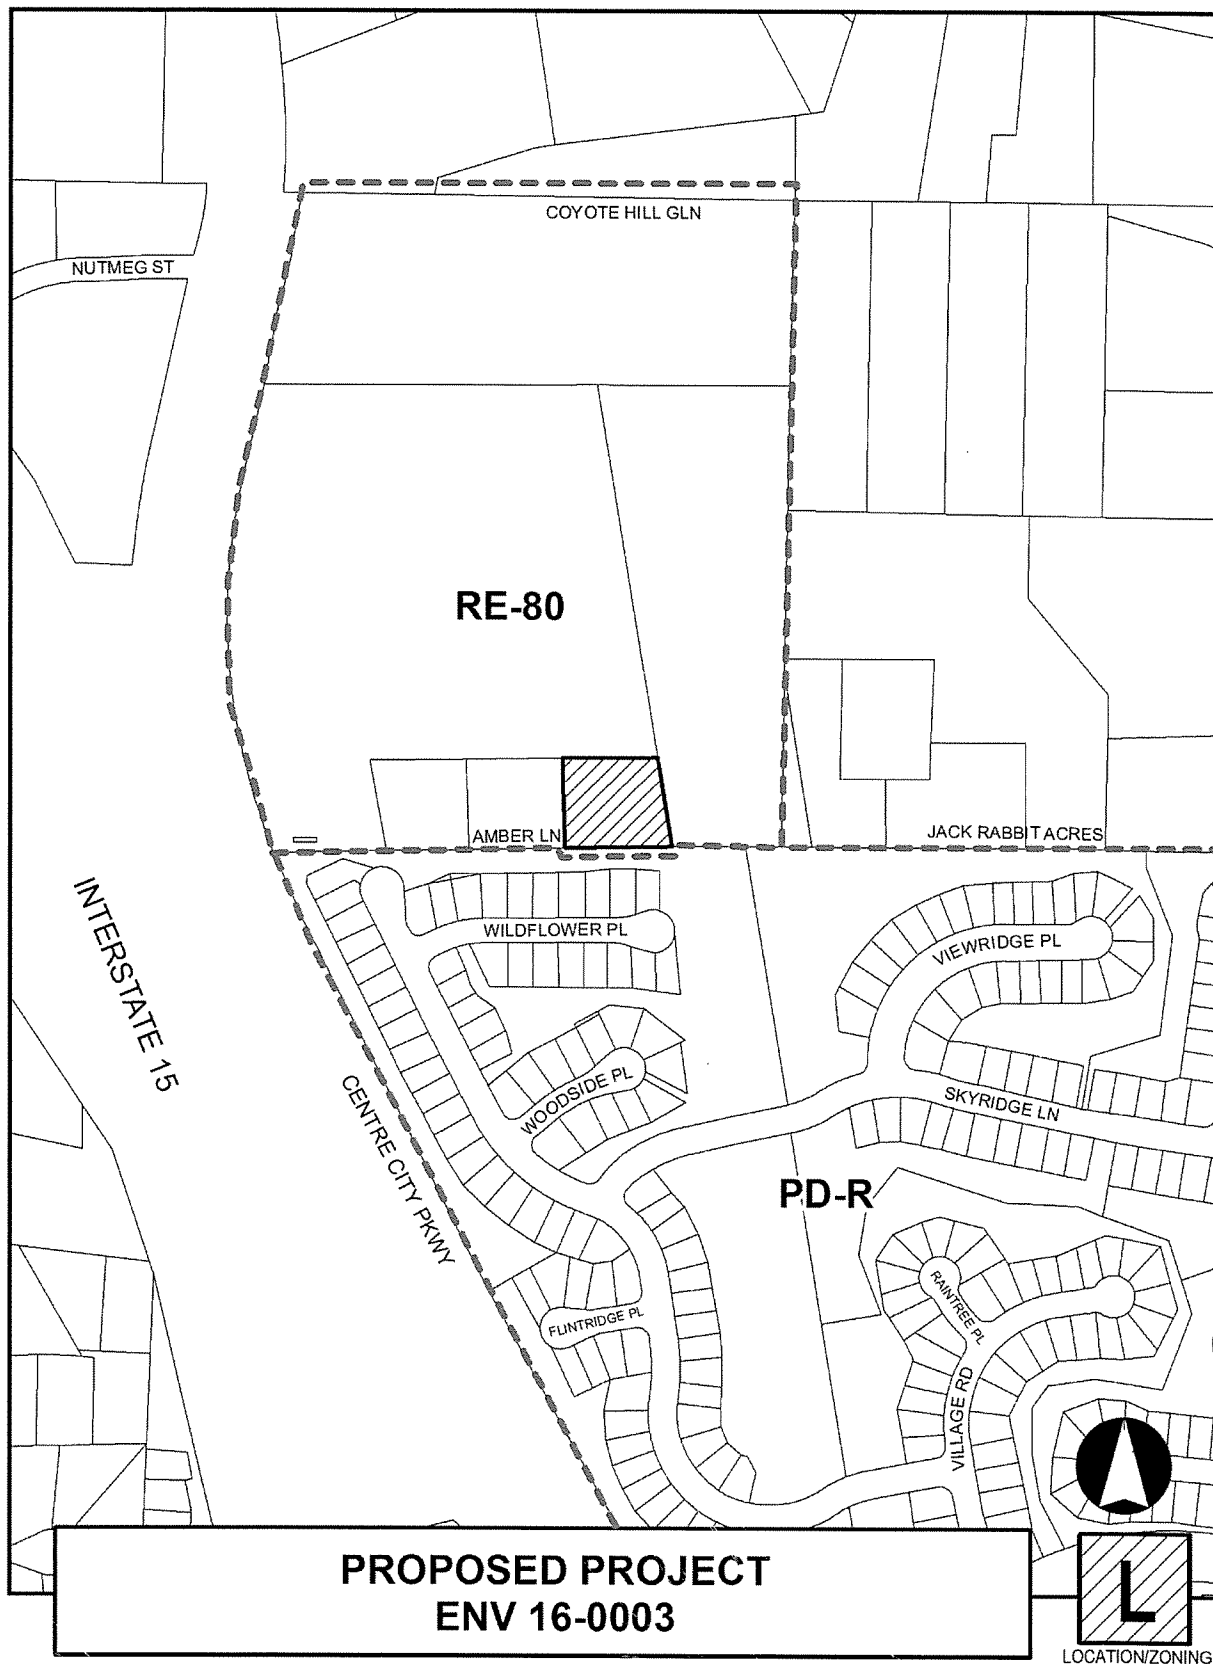 COYOTE HILL GLN
NUTMEG ST
RE-80
AMBER LN
JACK RABBIT ACRES
WILDFLOWER PL
VIEWRIDGE PL
INTERSTATE 15
WOODSIDE PL
SKYRIDGE LN
CENTRE CITY PKWY
PD-R
RAINTREE PL
FLINTRIDGE PL
VILLAGE RD
PROPOSED PROJECT
ENV 16-0003
L
LOCATION/ZONING